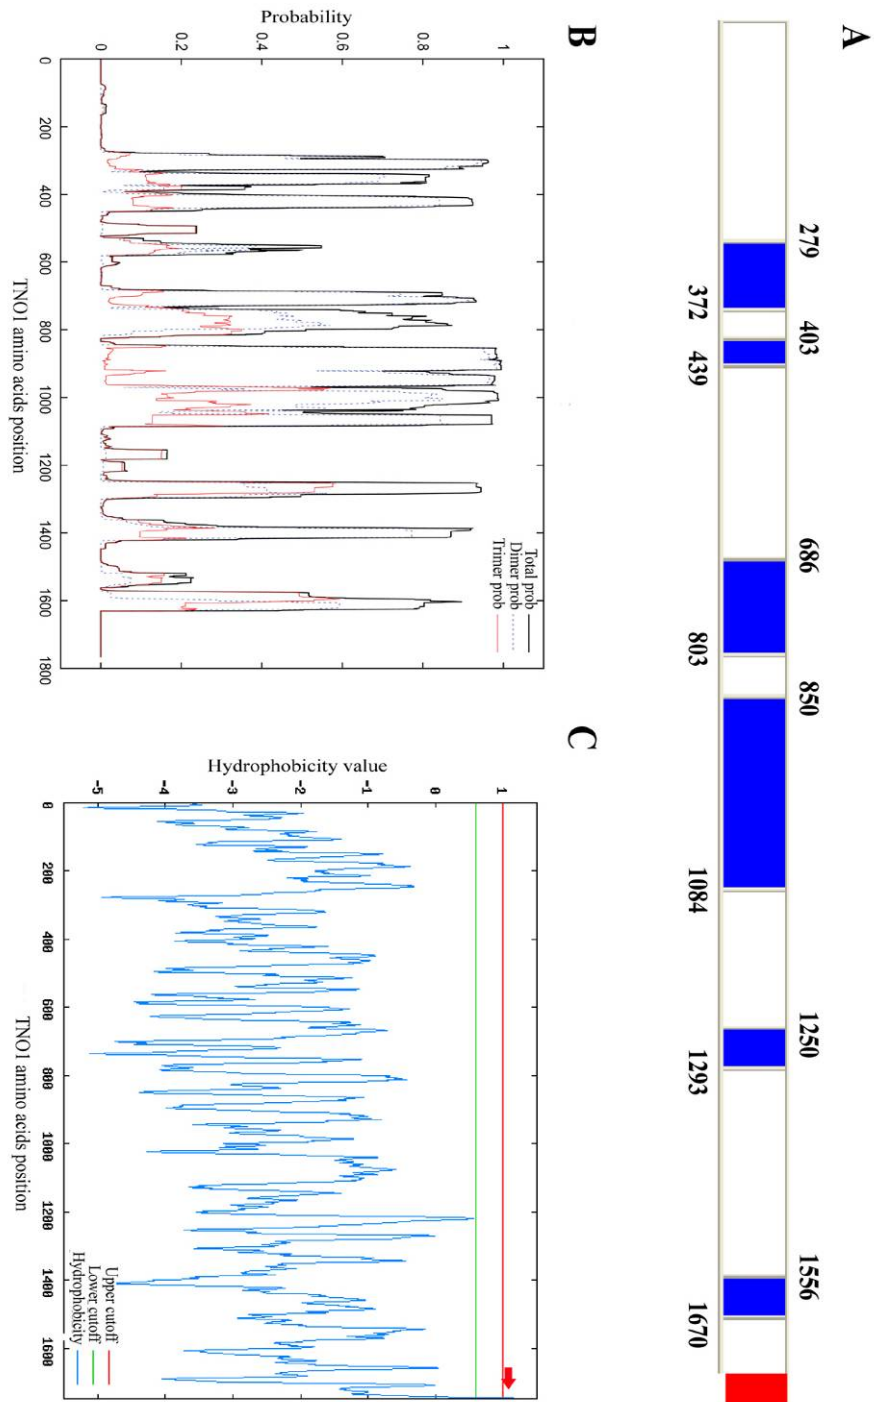 A
279
403
686
850
1250
1556
372
439
803
1084
1293
1670
B
Probability
1
0.8
0.6
0.4
0.2
0
0 200 400 600 800 1000 1200 1400 1600 1800
TNO1 amino acids position
Total prob
Dimer prob
Trimer prob
C
Hydrophobicity value
1
0
-1
-2
-3
-4
-5
0 200 400 600 800 1000 1200 1400 1600
TNO1 amino acids position
Upper cutoff
Lower cutoff
Hydrophobicity